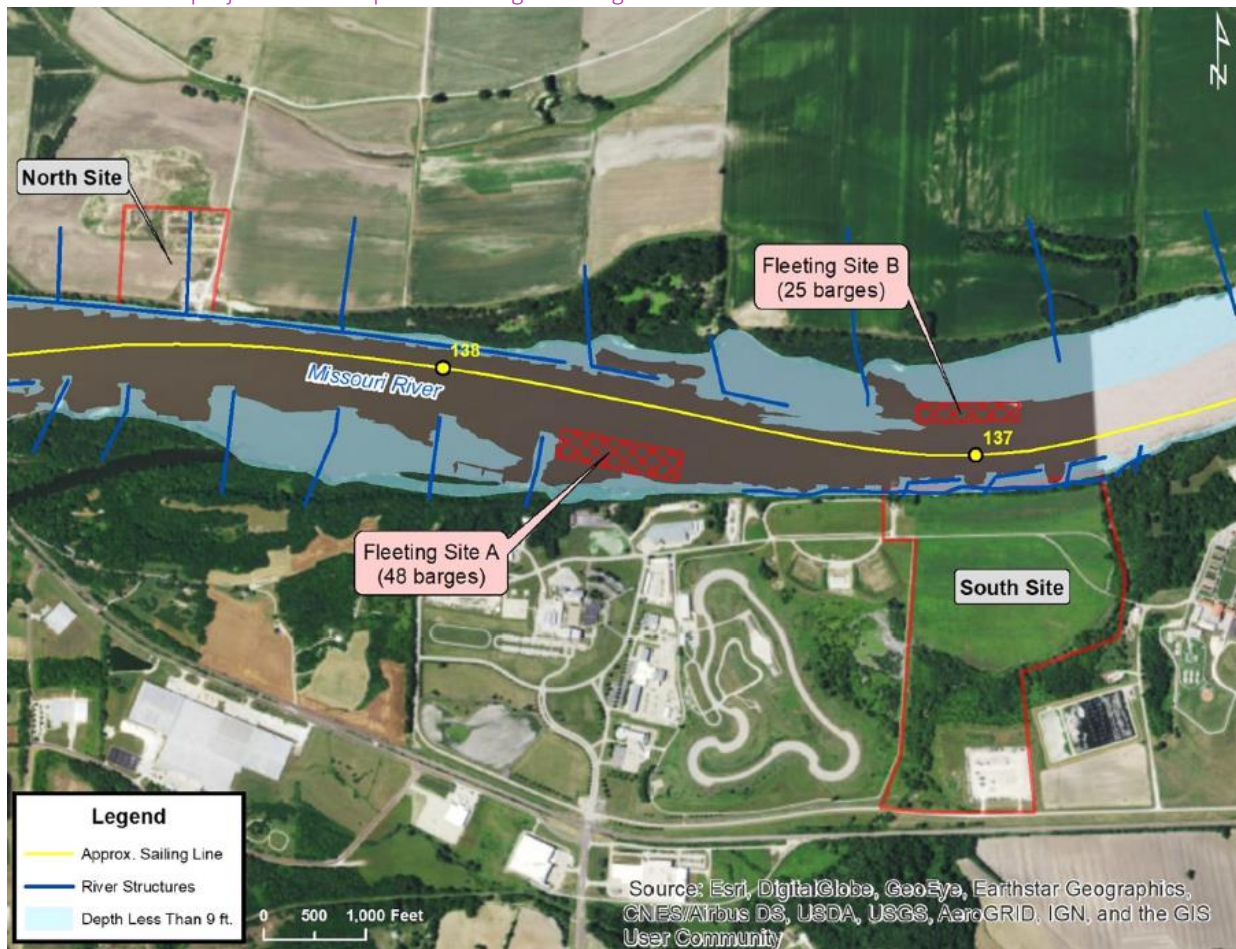 North Site
Fleeting Site B
(25 barges)
138
Missouri River
137
Fleeting Site A
(48 barges)
South Site
Legend
Approx. Sailing Line
River Structures
Depth Less Than 9 ft.
0 500 1,000 Feet
Source: Esri, DigitalGlobe, GeoEye, Earthstar Geographics,
CNES/Airbus DS, USDA, USGS, AeroGRID, IGN, and the GIS
User Community
N